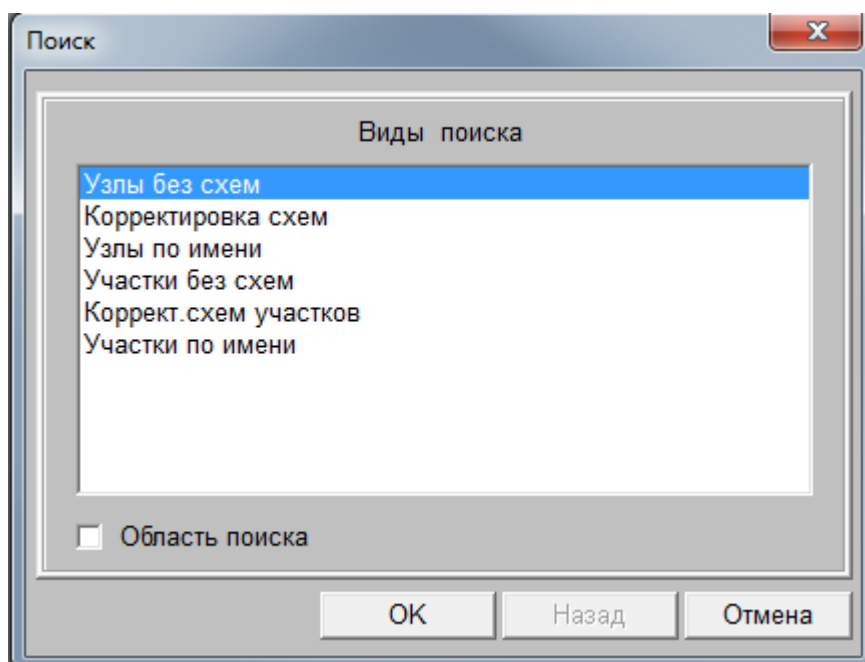 Поиск
Виды поиска
Узлы без схем
Корректировка схем
Узлы по имени
Участки без схем
Коррект.схем участков
Участки по имени
Область поиска
OK
Назад
Отмена